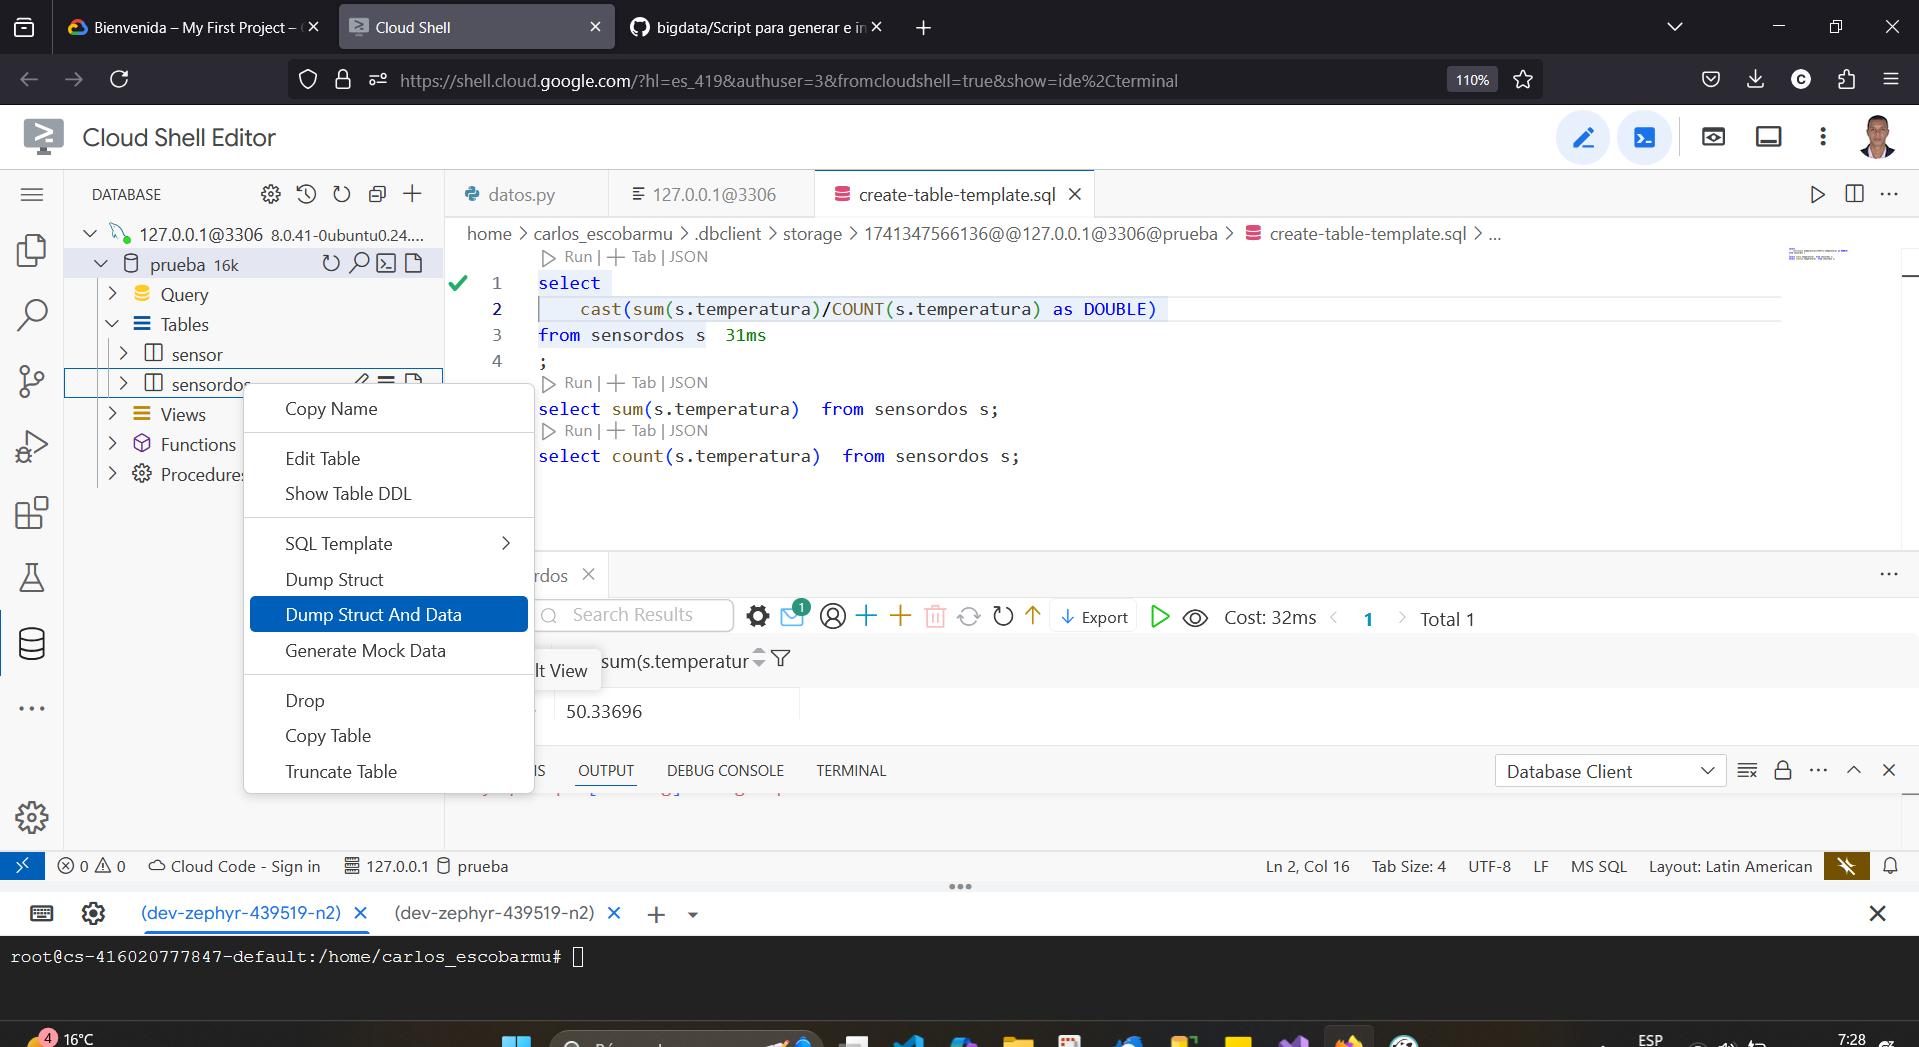 Bienvenida – My First Project –
Cloud Shell
bigdata/Script para generar e in
https://shell.cloud.google.com/?hl=es_419&authuser=3&fromcloudshell=true&show=ide%2Cterminal
110%
Cloud Shell Editor
DATABASE
datos.py
127.0.0.1@3306
create-table-template.sql
127.0.0.1@3306 8.0.41-0ubuntu0.24....
home > carlos_escobarmu > .dbclient > storage > 1741347566136@@127.0.0.1@3306@prueba > create-table-template.sql > ...
prueba 16k
Query
Tables
sensor
sensordos
Views
Functions
Procedures
Run | + Tab | JSON
1 select
2 cast(sum(s.temperatura)/COUNT(s.temperatura) as DOUBLE)
3 from sensordos s 31ms
4 ;
Run | + Tab | JSON
select sum(s.temperatura) from sensordos s;
Run | + Tab | JSON
select count(s.temperatura) from sensordos s;
Copy Name
Edit Table
Show Table DDL
SQL Template
Dump Struct
Dump Struct And Data
Generate Mock Data
Drop
Copy Table
Truncate Table
rdos
Search Results
1
Export
Cost: 32ms
1
Total 1
lt View
sum(s.temperatur
50.33696
NS
OUTPUT
DEBUG CONSOLE
TERMINAL
Database Client
0 0 Cloud Code - Sign in 127.0.0.1 prueba
Ln 2, Col 16 Tab Size: 4 UTF-8 LF MS SQL Layout: Latin American
(dev-zephyr-439519-n2)
(dev-zephyr-439519-n2)
root@cs-416020777847-default:/home/carlos_escobarmu#
4
16°C
ESP
7:28